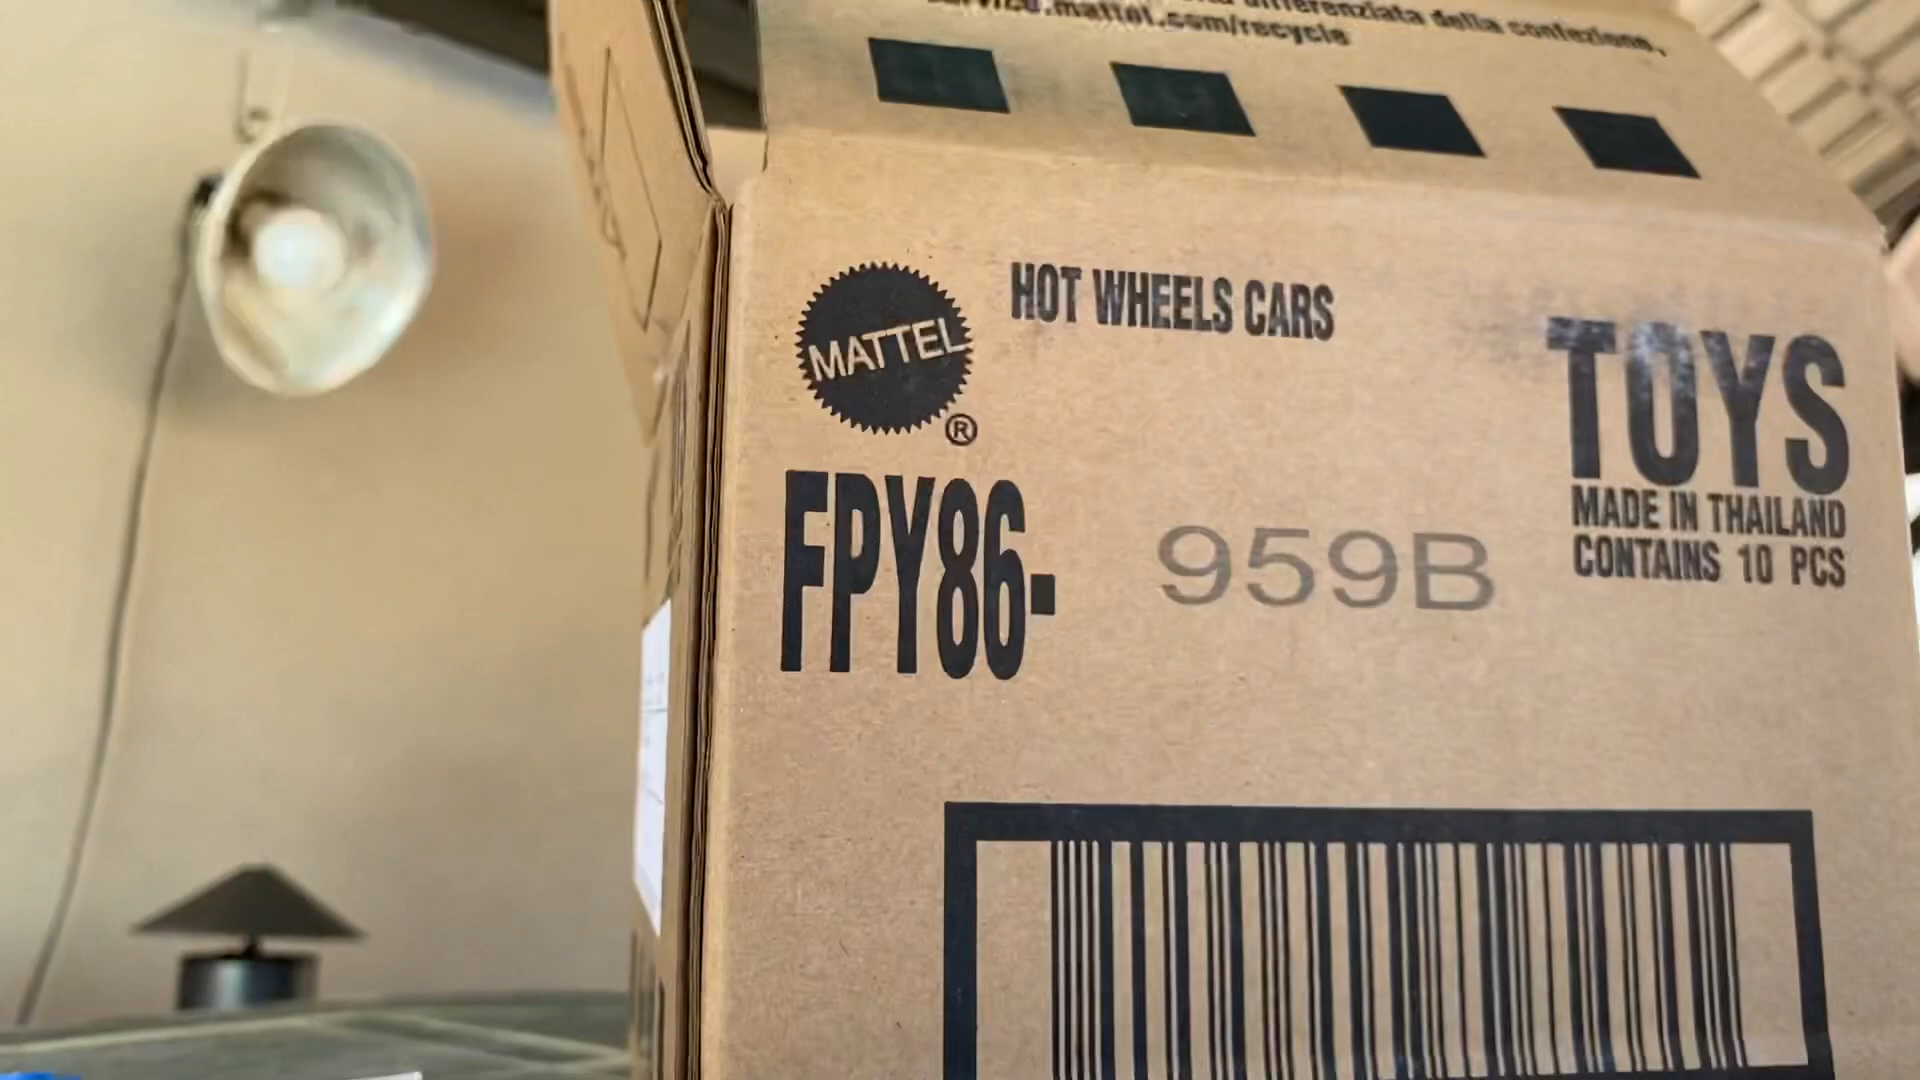 differenziata della confezione,
service.mattel.com/recycle
MATTEL
®
HOT WHEELS CARS
TOYS
MADE IN THAILAND
CONTAINS 10 PCS
FPY86-
959B